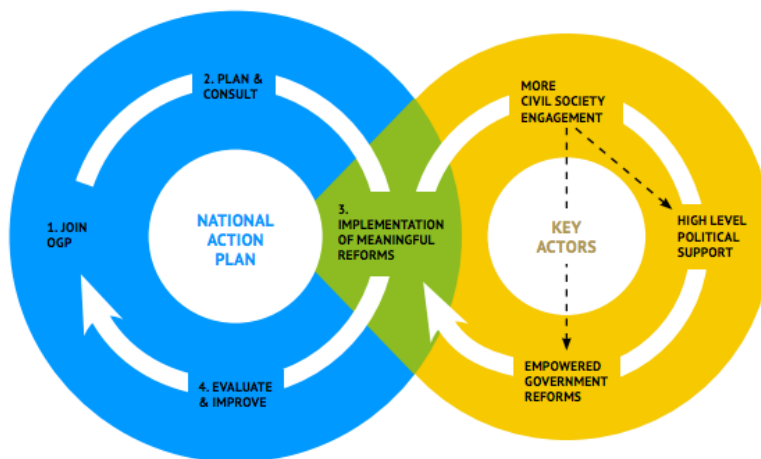 2. PLAN &
CONSULT
1. JOIN
OGP
NATIONAL
ACTION
PLAN
3.
IMPLEMENTATION
OF MEANINGFUL
REFORMS
4. EVALUATE
& IMPROVE
MORE
CIVIL SOCIETY
ENGAGEMENT
KEY
ACTORS
HIGH LEVEL
POLITICAL
SUPPORT
EMPOWERED
GOVERNMENT
REFORMS